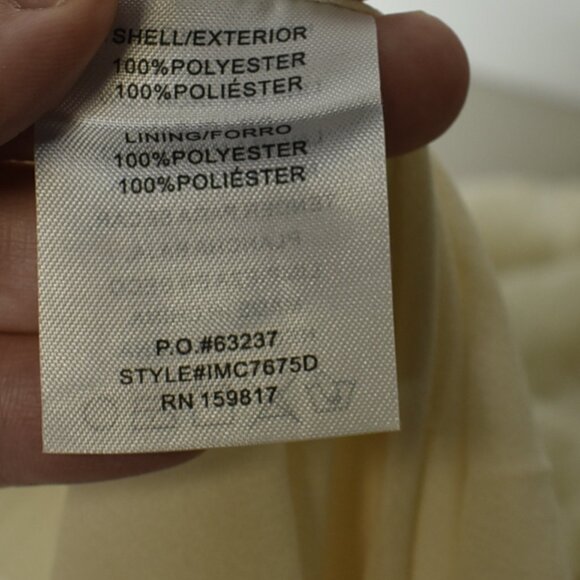 SHELL/EXTERIOR
100%POLYESTER
100%POLIÉSTER
LINING/FORRO
100%POLYESTER
100%POLIÉSTER
P.O.#63237
STYLE#IMC7675D
RN 159817